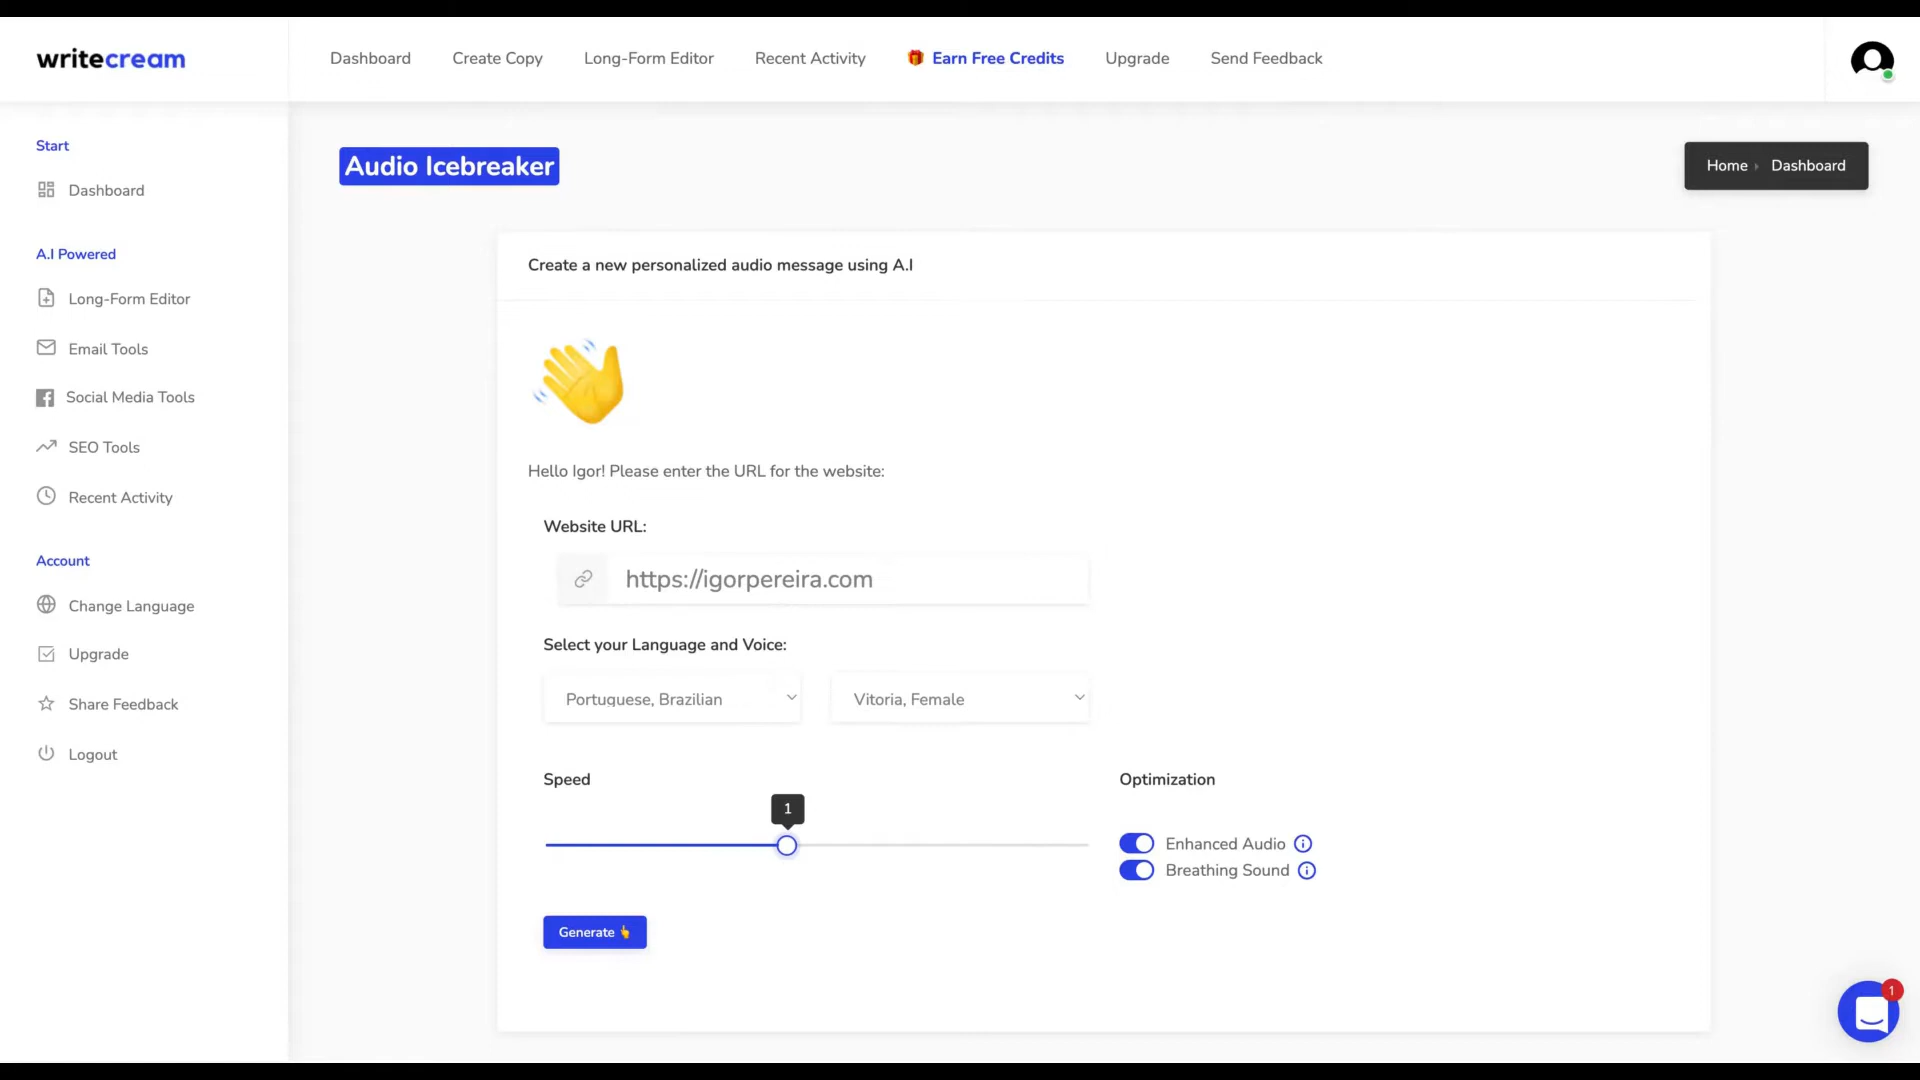 writecream
Dashboard
Create Copy
Long-Form Editor
Recent Activity
Earn Free Credits
Upgrade
Send Feedback
Start
Dashboard
A.I Powered
Long-Form Editor
Email Tools
Social Media Tools
SEO Tools
Recent Activity
Account
Change Language
Upgrade
Share Feedback
Logout
Audio Icebreaker
Home Dashboard
Create a new personalized audio message using A.I
Hello Igor! Please enter the URL for the website:
Website URL:
https://igorpereira.com
Select your Language and Voice:
Portuguese, Brazilian
Vitoria, Female
Speed
1
Optimization
Enhanced Audio
Breathing Sound
Generate
1